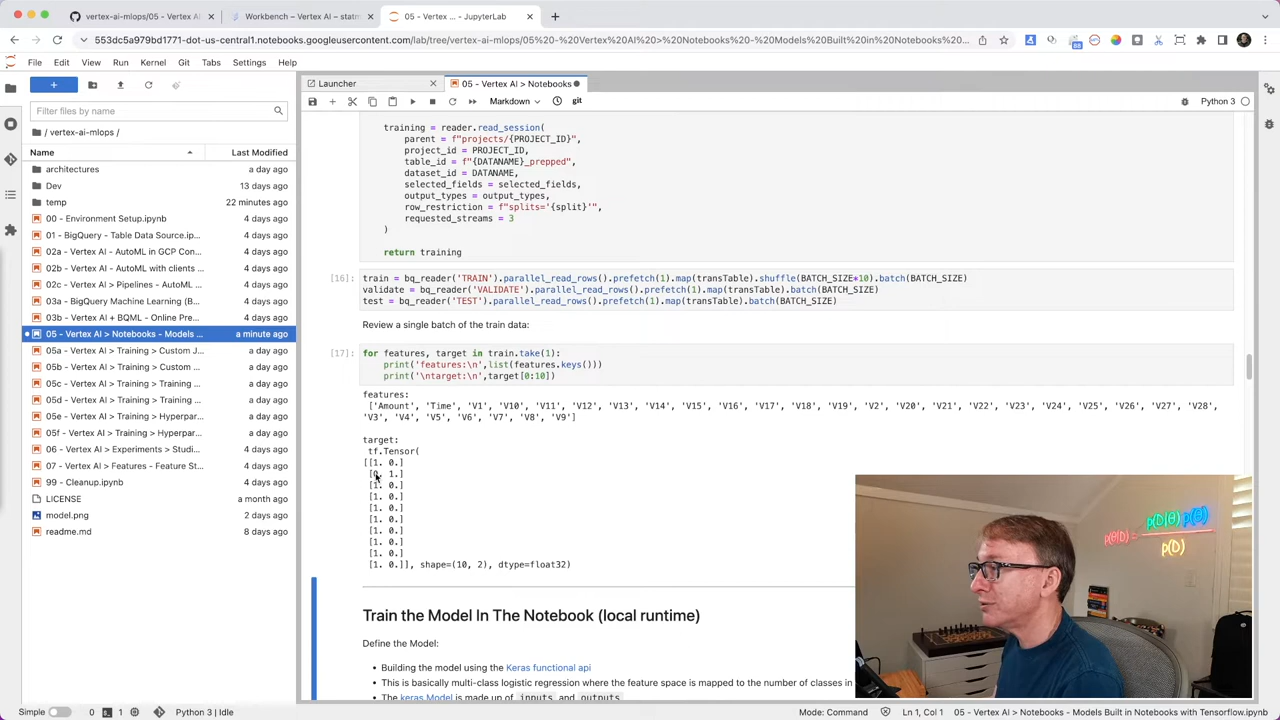 vertex-ai-mlops/05 - Vertex AI
Workbench – Vertex AI – statm
05 - Vertex ... - JupyterLab
553dc5a979bd1771-dot-us-central1.notebooks.googleusercontent.com/lab/tree/vertex-ai-mlops/05%20-%20Vertex%20AI%20>%20Notebooks%20-%20Models%20Built%20in%20Notebooks%20...
File Edit View Run Kernel Git Tabs Settings Help
Launcher
05 - Vertex AI > Notebooks
Markdown
git
Python 3
Filter files by name
/ vertex-ai-mlops /
Name Last Modified
architectures a day ago
Dev 13 days ago
temp 22 minutes ago
00 - Environment Setup.ipynb 4 days ago
01 - BigQuery - Table Data Source.ip... 4 days ago
02a - Vertex AI - AutoML in GCP Con... 4 days ago
02b - Vertex AI - AutoML with clients ... 4 days ago
02c - Vertex AI > Pipelines - AutoML ... 4 days ago
03a - BigQuery Machine Learning (B... 4 days ago
03b - Vertex AI + BQML - Online Pre... 4 days ago
05 - Vertex AI > Notebooks - Models ... a minute ago
05a - Vertex AI > Training > Custom J... a day ago
05b - Vertex AI > Training > Custom ... a day ago
05c - Vertex AI > Training > Training ... a day ago
05d - Vertex AI > Training > Training ... a day ago
05e - Vertex AI > Training > Hyperpar... a day ago
05f - Vertex AI > Training > Hyperpar... a day ago
06 - Vertex AI > Experiments > Studi... 4 days ago
07 - Vertex AI > Features - Feature St... 4 days ago
99 - Cleanup.ipynb 4 days ago
LICENSE a month ago
model.png 2 days ago
readme.md 8 days ago
training = reader.read_session(
parent = f"projects/{PROJECT_ID}",
project_id = PROJECT_ID,
table_id = f"{DATANAME}_prepped",
dataset_id = DATANAME,
selected_fields = selected_fields,
output_types = output_types,
row_restriction = f"splits='{split}'",
requested_streams = 3
)
return training
[16]: train = bq_reader('TRAIN').parallel_read_rows().prefetch(1).map(transTable).shuffle(BATCH_SIZE*10).batch(BATCH_SIZE)
validate = bq_reader('VALIDATE').parallel_read_rows().prefetch(1).map(transTable).batch(BATCH_SIZE)
test = bq_reader('TEST').parallel_read_rows().prefetch(1).map(transTable).batch(BATCH_SIZE)
Review a single batch of the train data:
[17]: for features, target in train.take(1):
print('features:\n',list(features.keys()))
print('\ntarget:\n',target[0:10])
features:
['Amount', 'Time', 'V1', 'V10', 'V11', 'V12', 'V13', 'V14', 'V15', 'V16', 'V17', 'V18', 'V19', 'V2', 'V20', 'V21', 'V22', 'V23', 'V24', 'V25', 'V26', 'V27', 'V28',
'V3', 'V4', 'V5', 'V6', 'V7', 'V8', 'V9']
target:
tf.Tensor(
[[1. 0.]
[0. 1.]
[1. 0.]
[1. 0.]
[1. 0.]
[1. 0.]
[1. 0.]
[1. 0.]
[1. 0.]
[1. 0.]], shape=(10, 2), dtype=float32)
Train the Model In The Notebook (local runtime)
Define the Model:
• Building the model using the Keras functional api
• This is basically multi-class logistic regression where the feature space is mapped to the number of classes in
• The keras Model is made up of inputs and outputs
p(θ|D) = p(D|θ) p(θ)
p(D)
Simple 0 1 Python 3 | Idle Mode: Command Ln 1, Col 1 05 - Vertex AI > Notebooks - Models Built in Notebooks with Tensorflow.ipynb